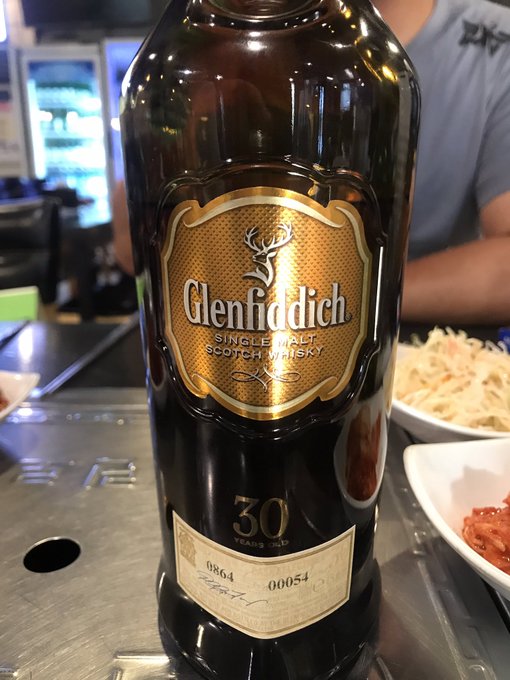 Glenfiddich
SINGLE MALT
SCOTCH WHISKY
30
YEARS OLD
0864 00054